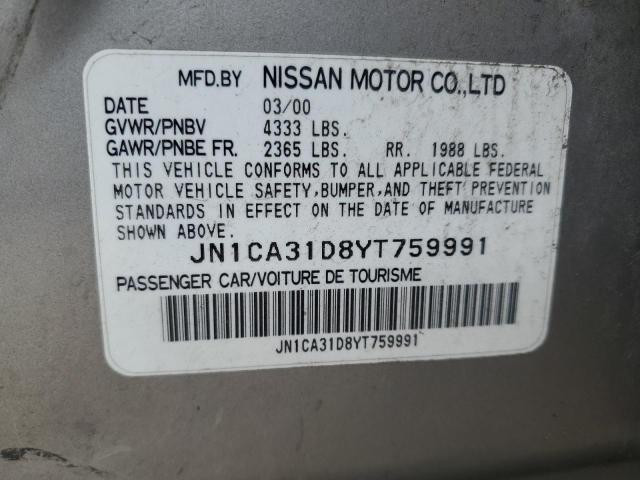 MFD.BY NISSAN MOTOR CO.,LTD
DATE 03/00
GVWR/PNBV 4333 LBS.
GAWR/PNBE FR. 2365 LBS. RR. 1988 LBS.
THIS VEHICLE CONFORMS TO ALL APPLICABLE FEDERAL
MOTOR VEHICLE SAFETY,BUMPER,AND THEFT PREVENTION
STANDARDS IN EFFECT ON THE DATE OF MANUFACTURE
SHOWN ABOVE. JN1CA31D8YT759991
PASSENGER CAR/VOITURE DE TOURISME
JN1CA31D8YT759991